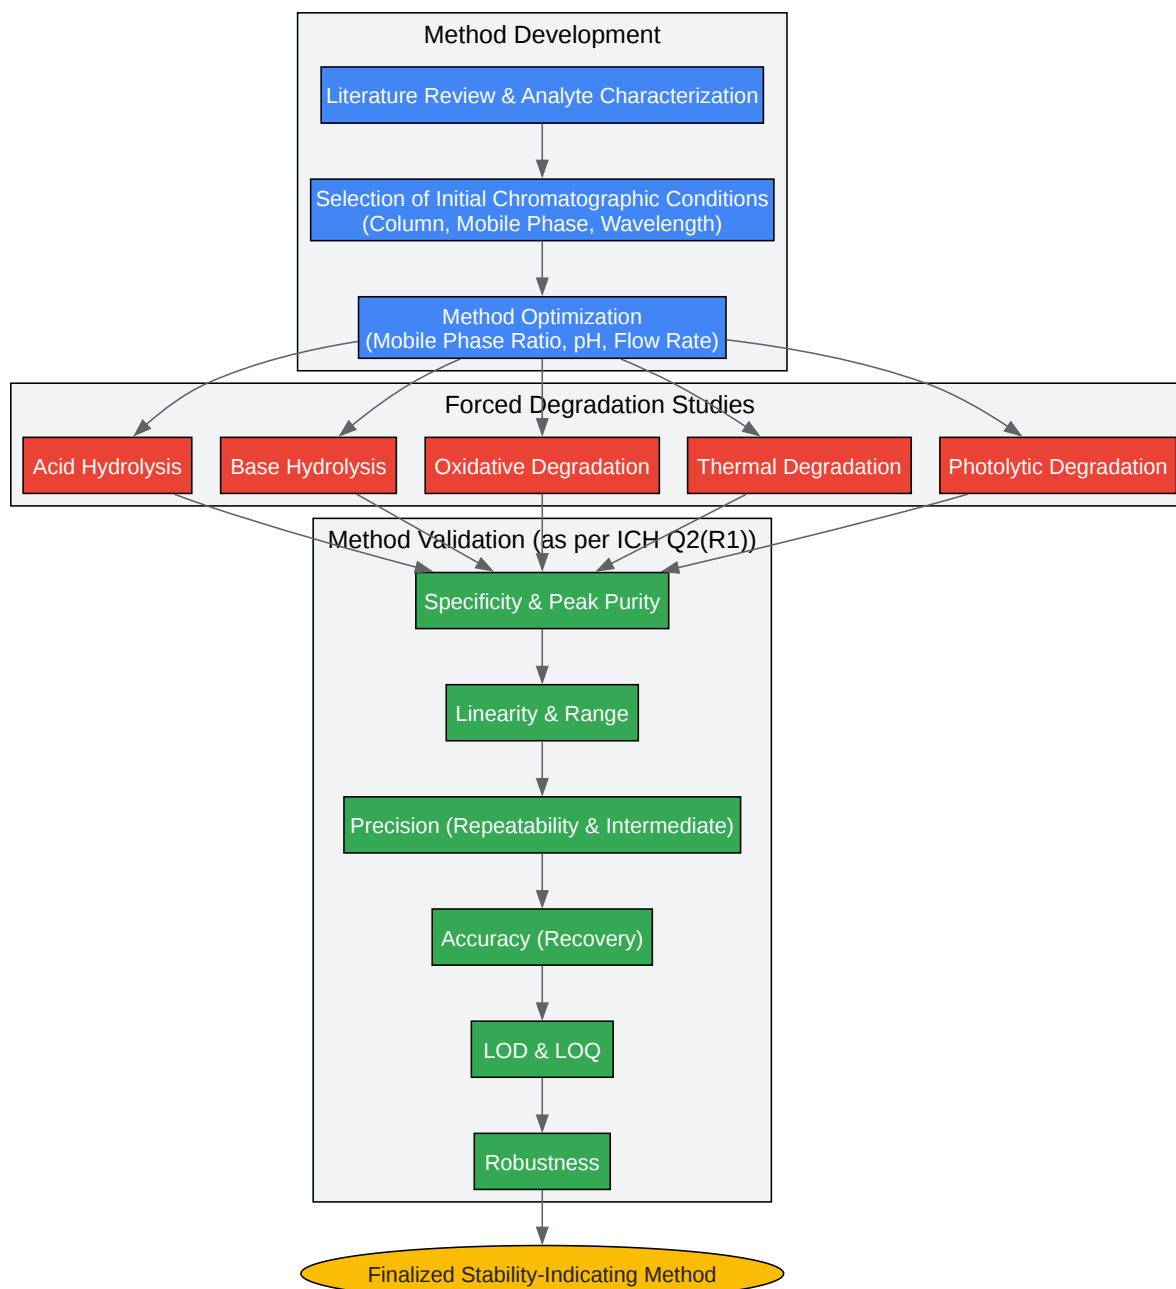 Method Development
Literature Review & Analyte Characterization
Selection of Initial Chromatographic Conditions
(Column, Mobile Phase, Wavelength)
Method Optimization
(Mobile Phase Ratio, pH, Flow Rate)
Forced Degradation Studies
Acid Hydrolysis
Base Hydrolysis
Oxidative Degradation
Thermal Degradation
Photolytic Degradation
Method Validation (as per ICH Q2(R1))
Specificity & Peak Purity
Linearity & Range
Precision (Repeatability & Intermediate)
Accuracy (Recovery)
LOD & LOQ
Robustness
Finalized Stability-Indicating Method